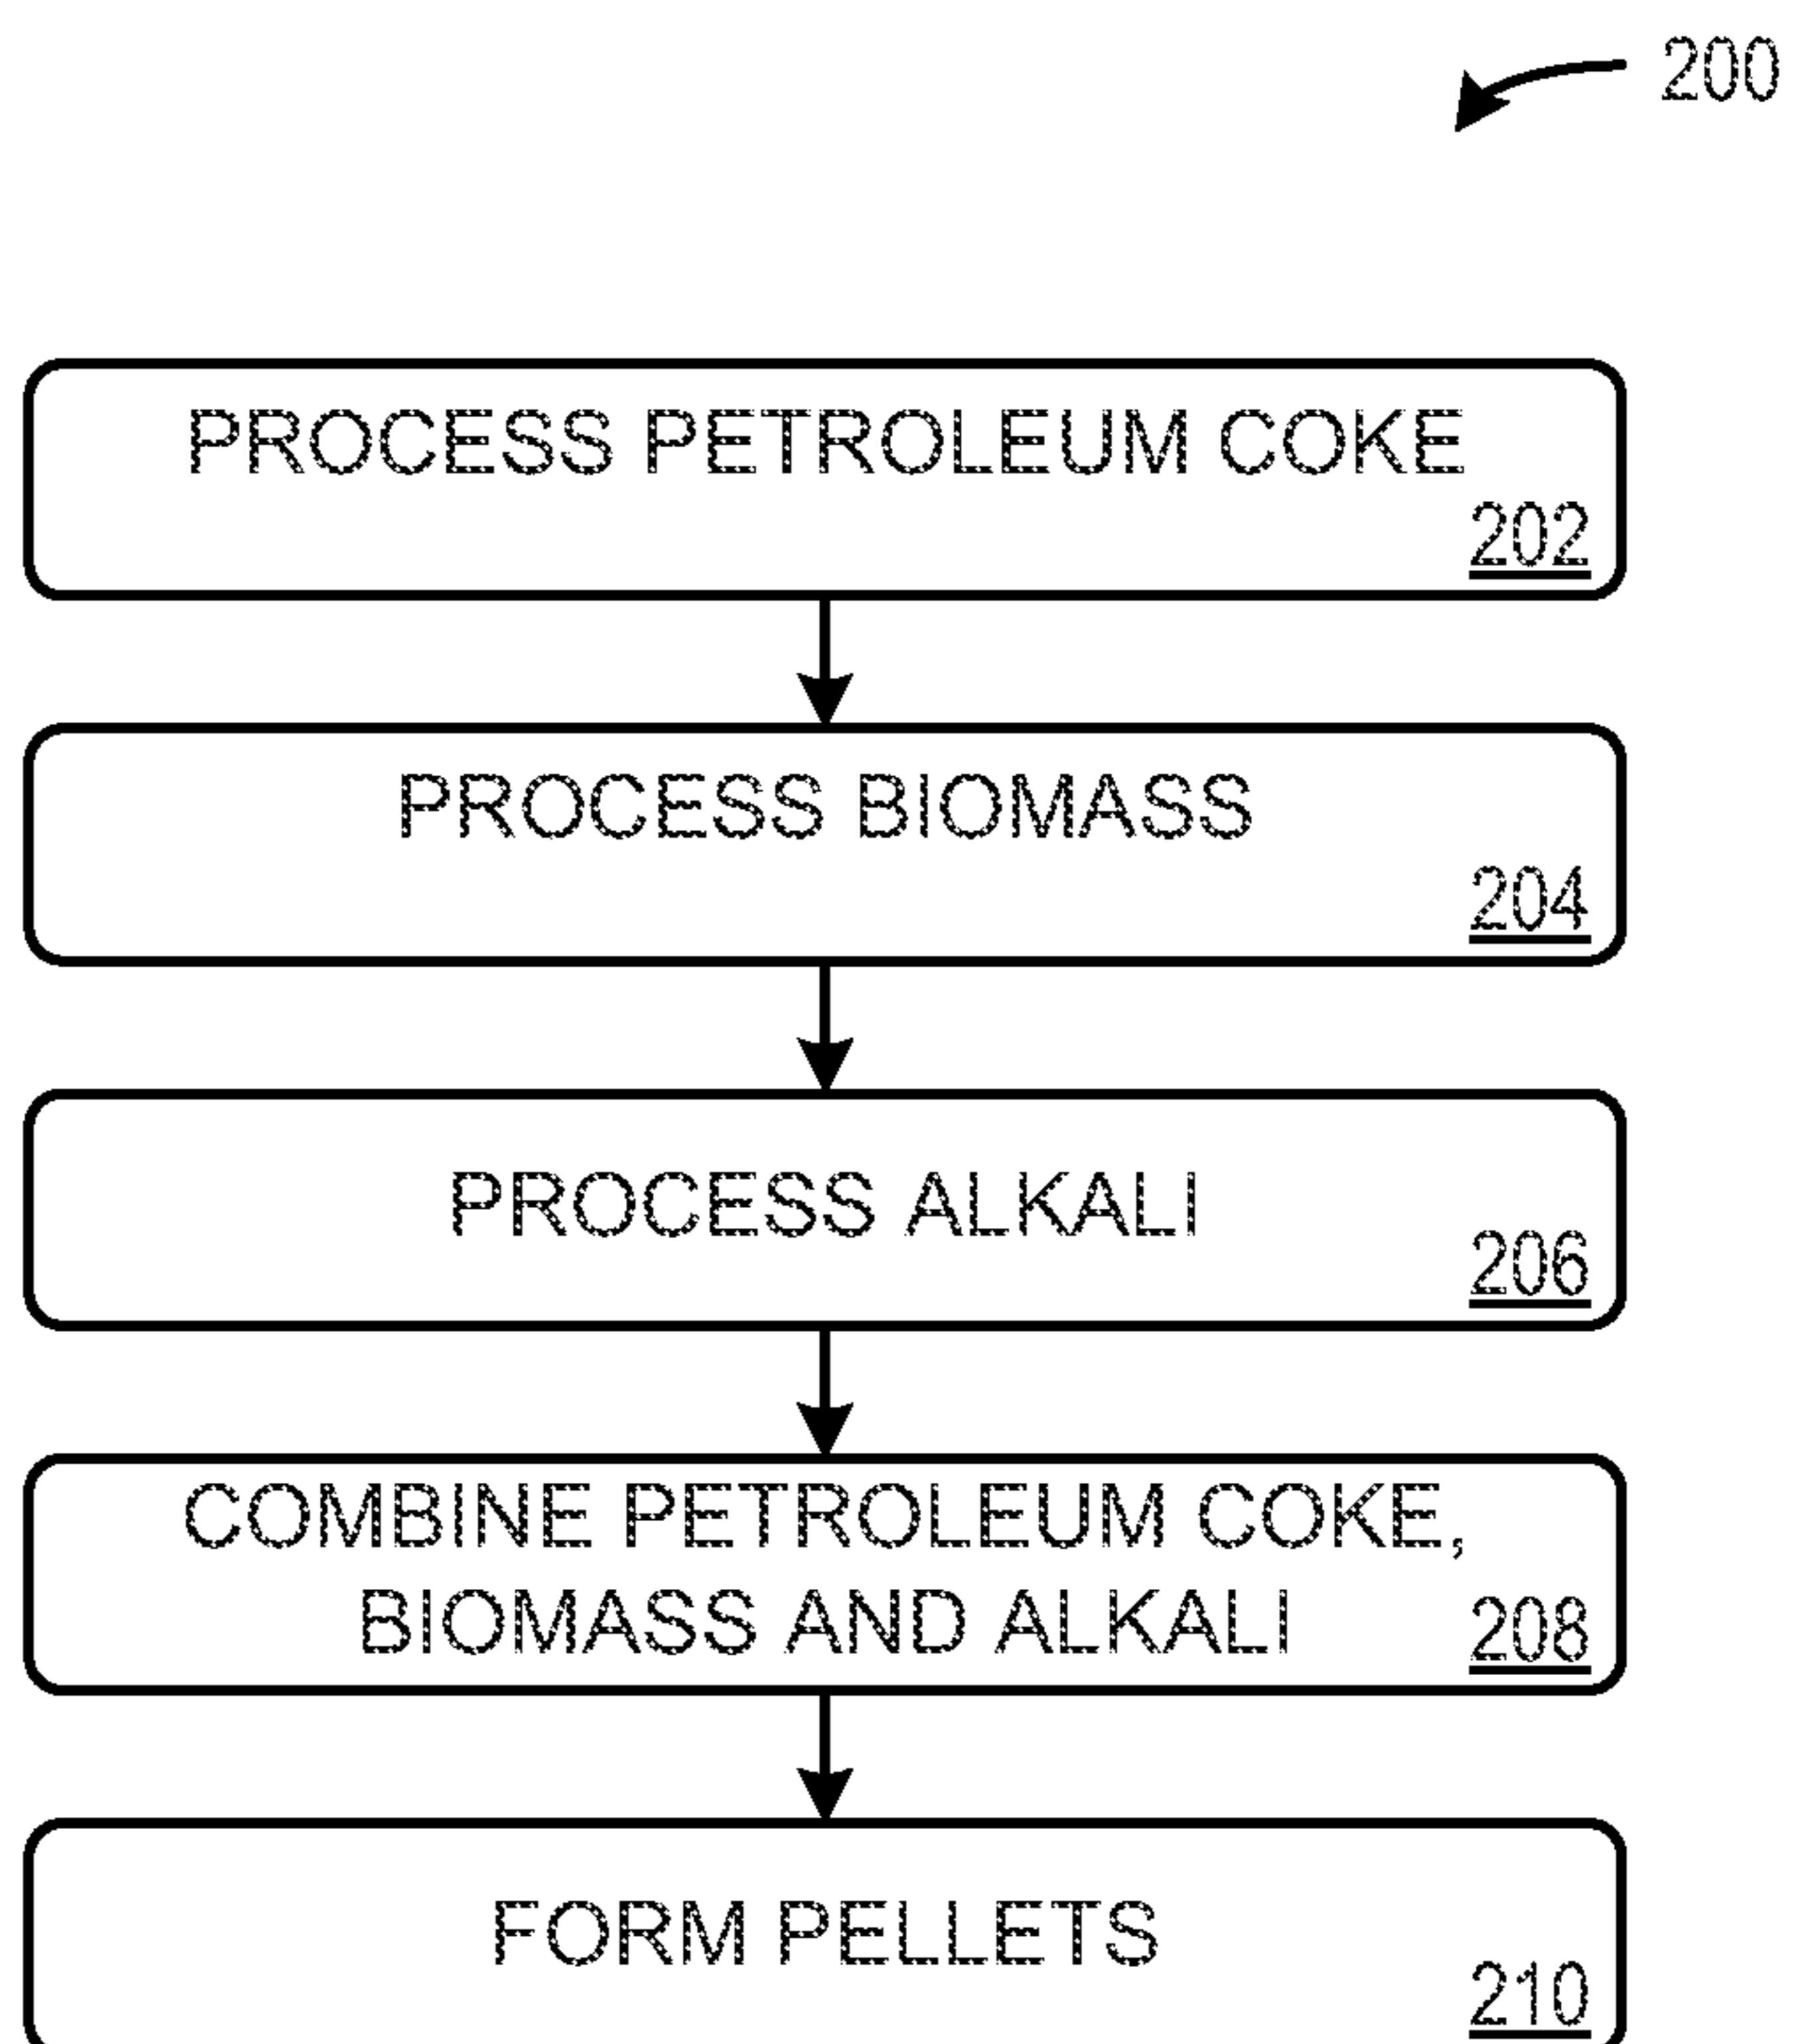 200
PROCESS PETROLEUM COKE
202
PROCESS BIOMASS
204
PROCESS ALKALI
206
COMBINE PETROLEUM COKE,
BIOMASS AND ALKALI
208
FORM PELLETS
210